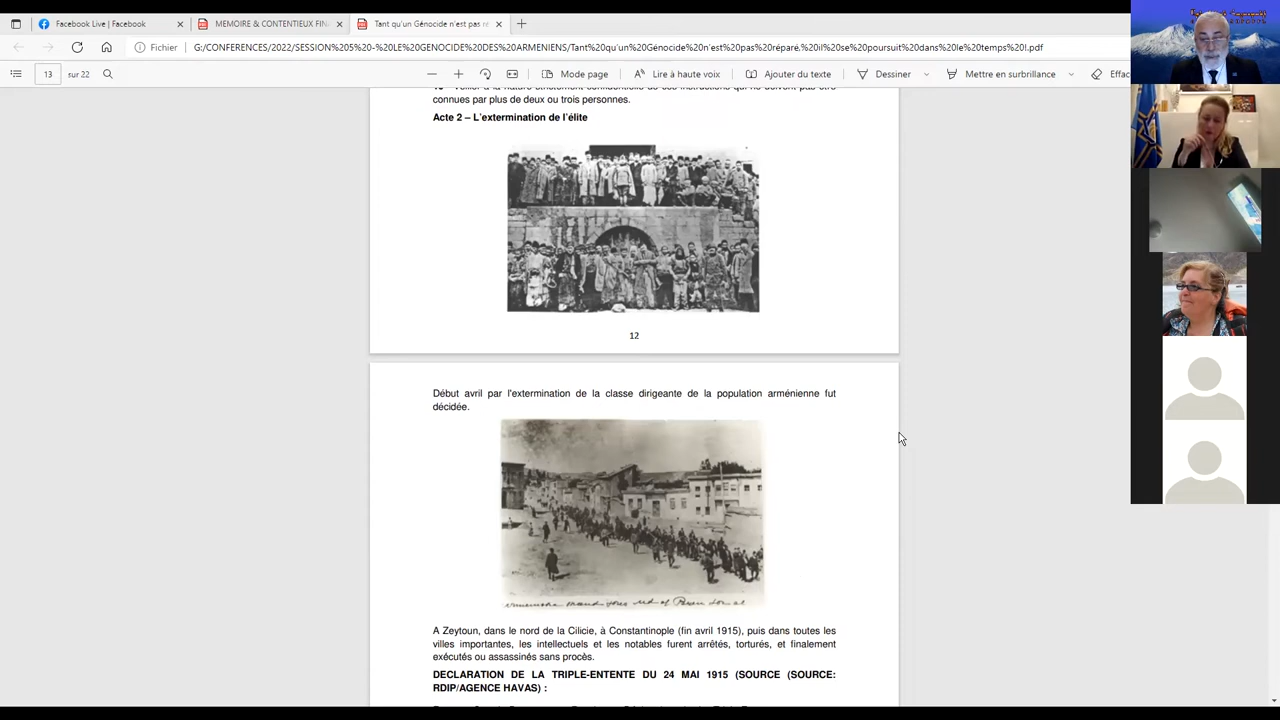 Facebook Live | Facebook
MEMOIRE & CONTENTIEUX FIN
Tant qu'un Génocide n'est pas ré
Fichier
G:/CONFERENCES/2022/SESSION%205%20-%20LE%20GENOCIDE%20DES%20ARMENIENS/Tant%20qu'un%20Génocide%20n'est%20pas%20réparé,%20il%20se%20poursuit%20dans%20le%20temps%20!.pdf
13 sur 22
Mode page
Lire à haute voix
Ajouter du texte
Dessiner
Mettre en surbrillance
Effac
connues par plus de deux ou trois personnes.
Acte 2 – L'extermination de l'élite
12
Début avril par l'extermination de la classe dirigeante de la population arménienne fut
décidée.
A Zeytoun, dans le nord de la Cilicie, à Constantinople (fin avril 1915), puis dans toutes les
villes importantes, les intellectuels et les notables furent arrêtés, torturés, et finalement
exécutés ou assassinés sans procès.
DECLARATION DE LA TRIPLE-ENTENTE DU 24 MAI 1915 (SOURCE (SOURCE:
RDIP/AGENCE HAVAS) :